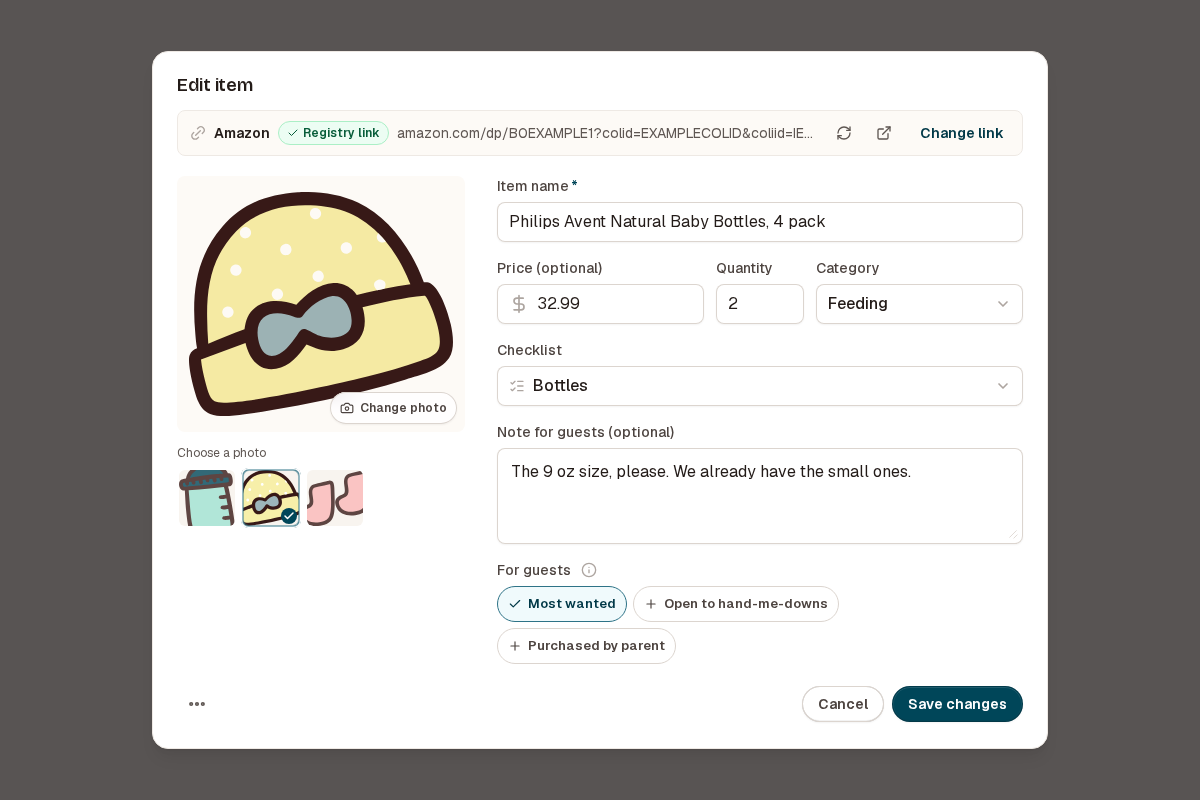 Edit item
Amazon
Registry link
amazon.com/dp/BOEXAMPLE1?colid=EXAMPLECOLID&coliid=IE...
Change link
Change photo
Choose a photo
Item name *
Philips Avent Natural Baby Bottles, 4 pack
Price (optional)
Quantity
Category
$ 32.99
2
Feeding
Checklist
Bottles
Note for guests (optional)
The 9 oz size, please. We already have the small ones.
For guests
Most wanted
Open to hand-me-downs
Purchased by parent
Cancel
Save changes